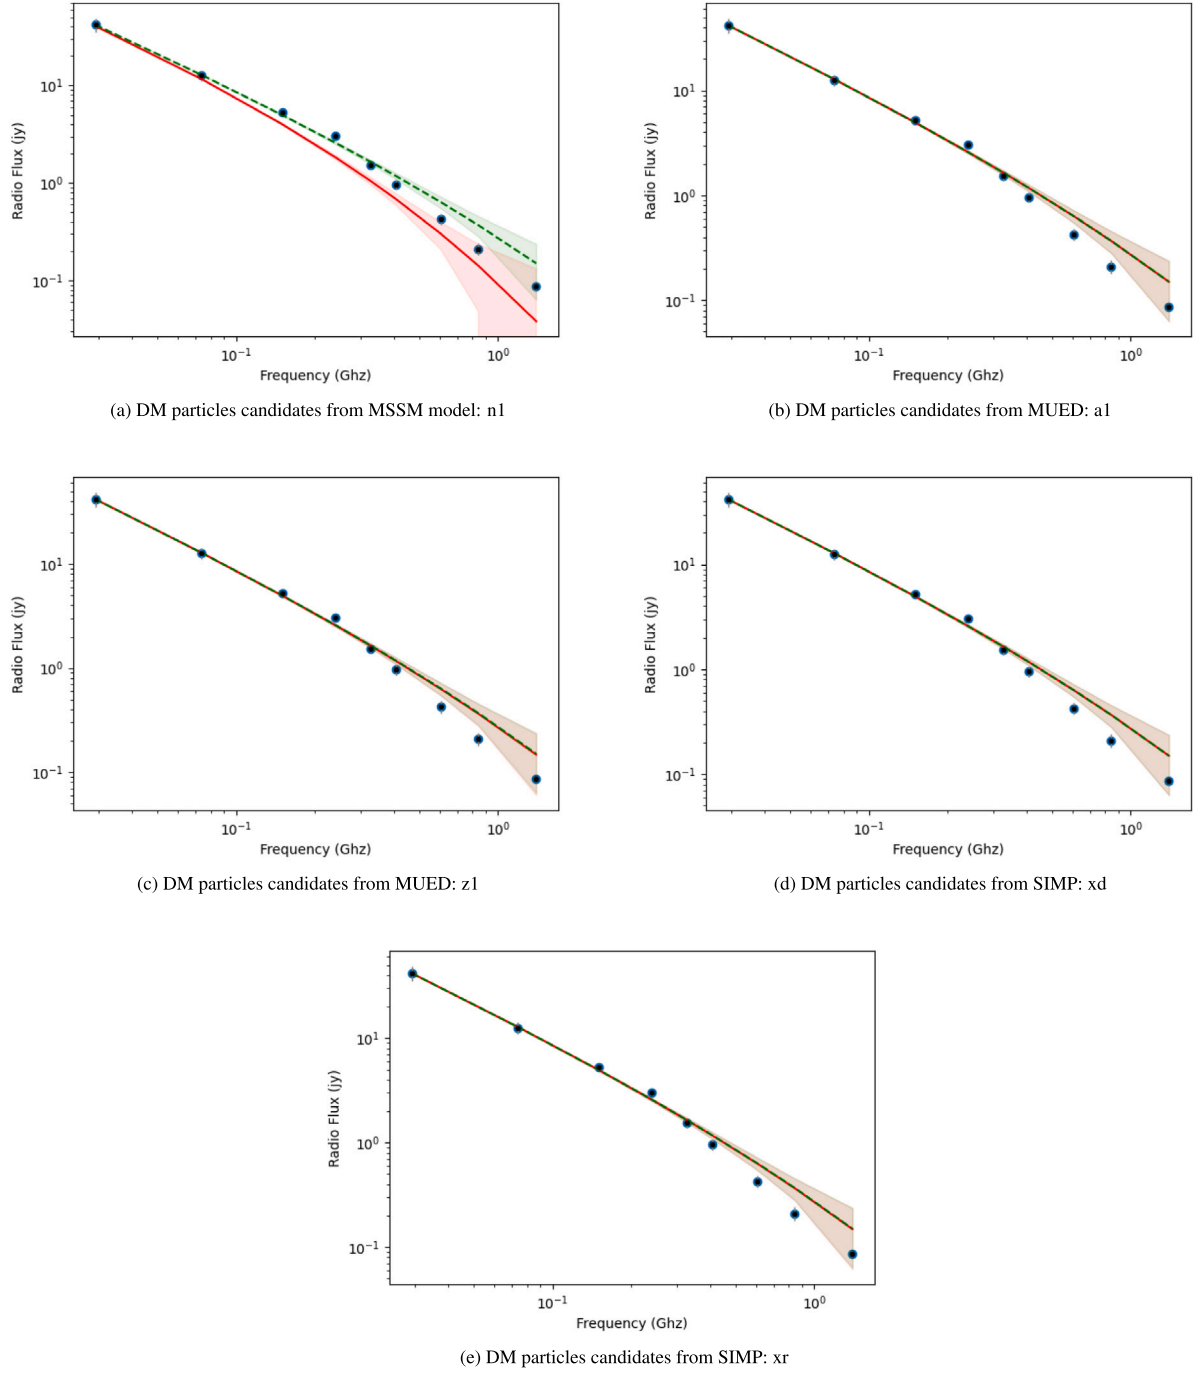 10¹
10⁰
10⁻¹
Radio Flux (jy)
10⁻¹
10⁰
Frequency (Ghz)
(a) DM particles candidates from MSSM model: n1
10¹
10⁰
10⁻¹
Radio Flux (jy)
10⁻¹
10⁰
Frequency (Ghz)
(b) DM particles candidates from MUED: a1
10¹
10⁰
10⁻¹
Radio Flux (jy)
10⁻¹
10⁰
Frequency (Ghz)
(c) DM particles candidates from MUED: z1
10¹
10⁰
10⁻¹
Radio Flux (jy)
10⁻¹
10⁰
Frequency (Ghz)
(d) DM particles candidates from SIMP: xd
10¹
10⁰
10⁻¹
Radio Flux (jy)
10⁻¹
10⁰
Frequency (Ghz)
(e) DM particles candidates from SIMP: xr